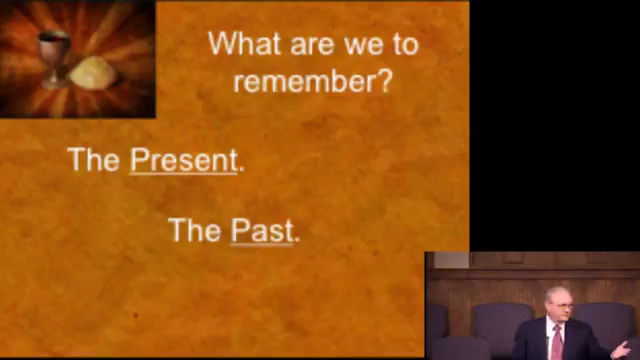 What are we to
remember?
The Present.
The Past.